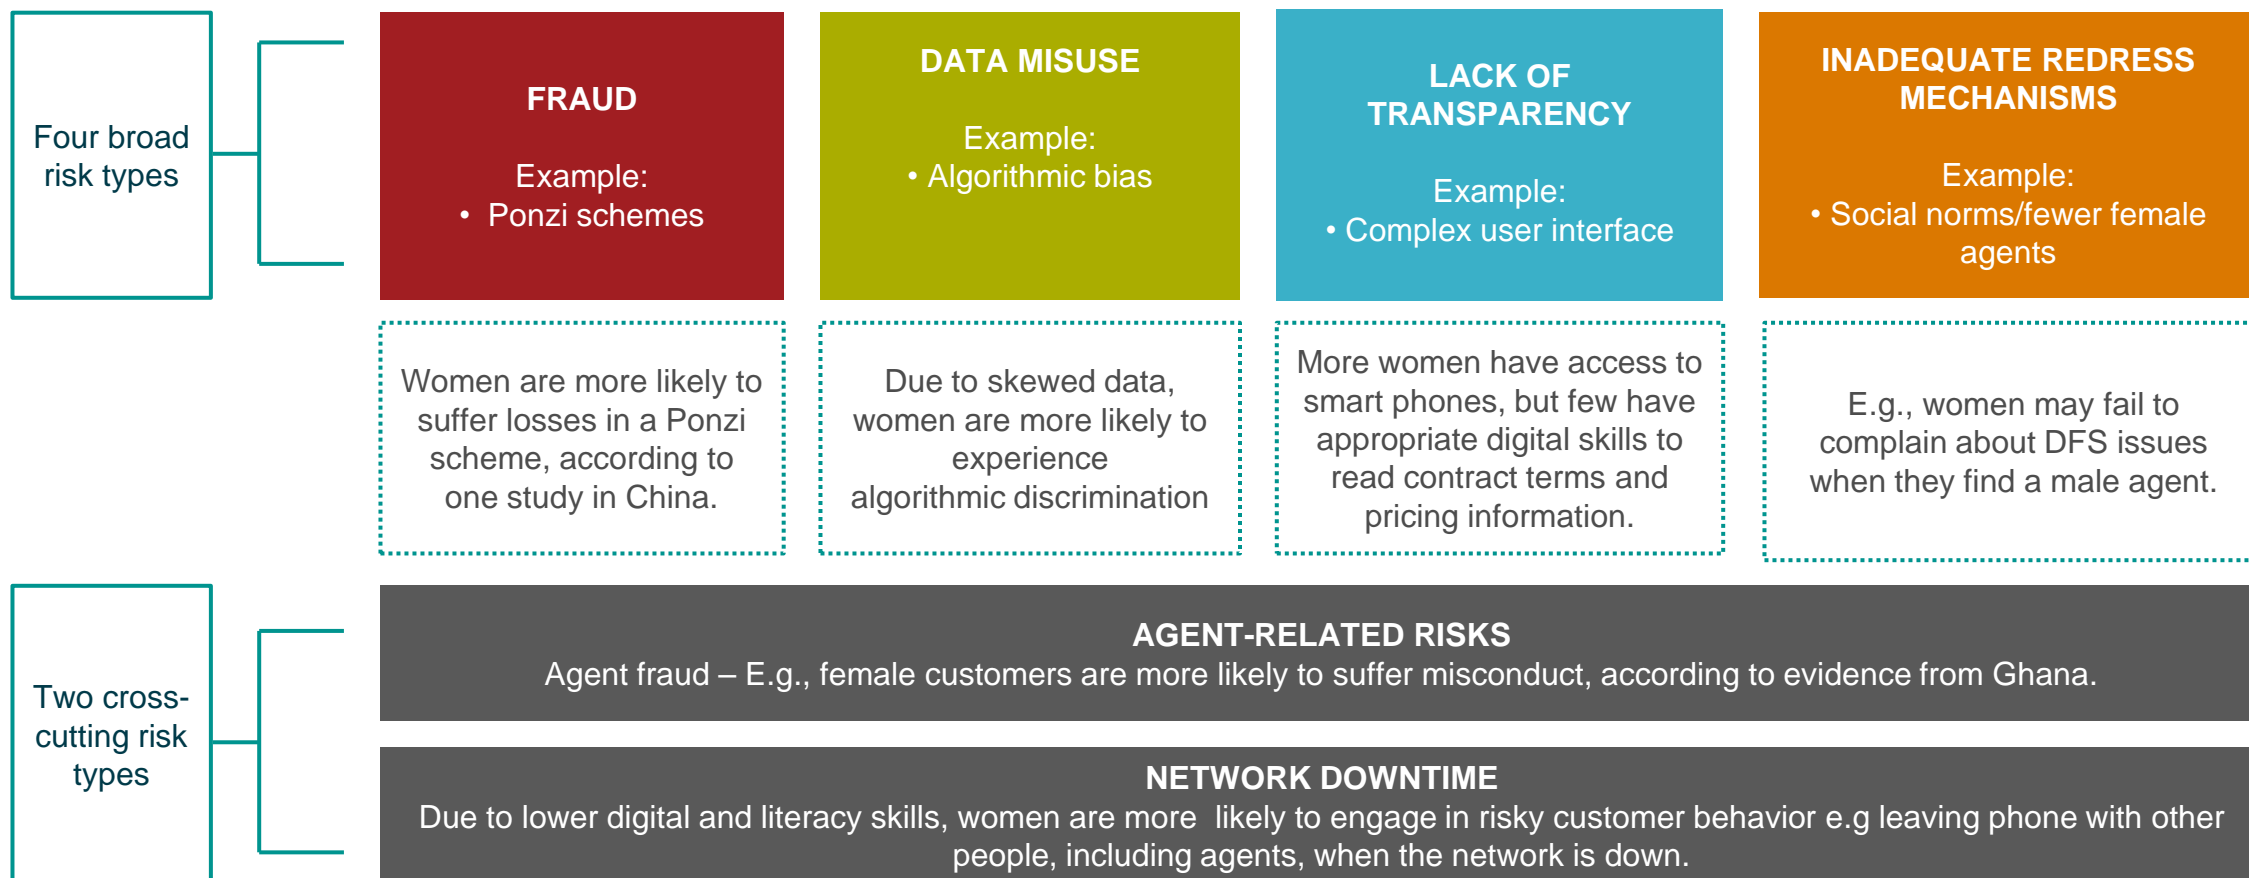 Four broad
risk types
FRAUD
Example:
• Ponzi schemes
DATA MISUSE
Example:
• Algorithmic bias
LACK OF
TRANSPARENCY
Example:
• Complex user interface
INADEQUATE REDRESS
MECHANISMS
Example:
• Social norms/fewer female
agents
Women are more likely to
suffer losses in a Ponzi
scheme, according to
one study in China.
Due to skewed data,
women are more likely to
experience
algorithmic discrimination
More women have access to
smart phones, but few have
appropriate digital skills to
read contract terms and
pricing information.
E.g., women may fail to
complain about DFS issues
when they find a male agent.
Two cross-
cutting risk
types
AGENT-RELATED RISKS
Agent fraud – E.g., female customers are more likely to suffer misconduct, according to evidence from Ghana.
NETWORK DOWNTIME
Due to lower digital and literacy skills, women are more  likely to engage in risky customer behavior e.g leaving phone with other
people, including agents, when the network is down.